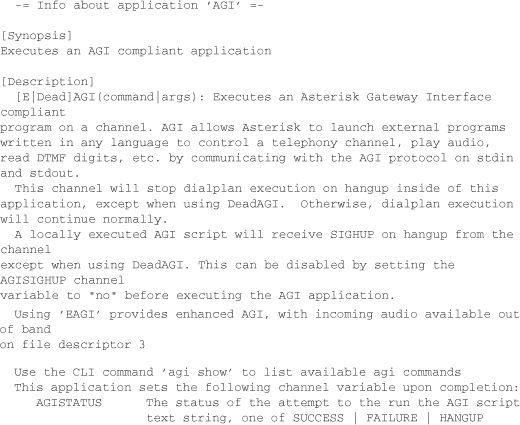 -= Info about application ‘AGI’ =-
[Synopsis]
Executes an AGI compliant application
[Description]
[E|Dead]AGI(command|args): Executes an Asterisk Gateway Interface
compliant
program on a channel. AGI allows Asterisk to launch external programs
written in any language to control a telephony channel, play audio,
read DTMF digits, etc. by communicating with the AGI protocol on stdin
and stdout.
This channel will stop dialplan execution on hangup inside of this
application, except when using DeadAGI.  Otherwise, dialplan execution
will continue normally.
A locally executed AGI script will receive SIGHUP on hangup from the
channel
except when using DeadAGI. This can be disabled by setting the
AGISIGHUP channel
variable to "no" before executing the AGI application.
Using ‘EAGI’ provides enhanced AGI, with incoming audio available out
of band
on file descriptor 3
Use the CLI command ‘agi show’ to list available agi commands
This application sets the following channel variable upon completion:
AGISTATUS      The status of the attempt to the run the AGI script
text string, one of SUCCESS | FAILURE | HANGUP